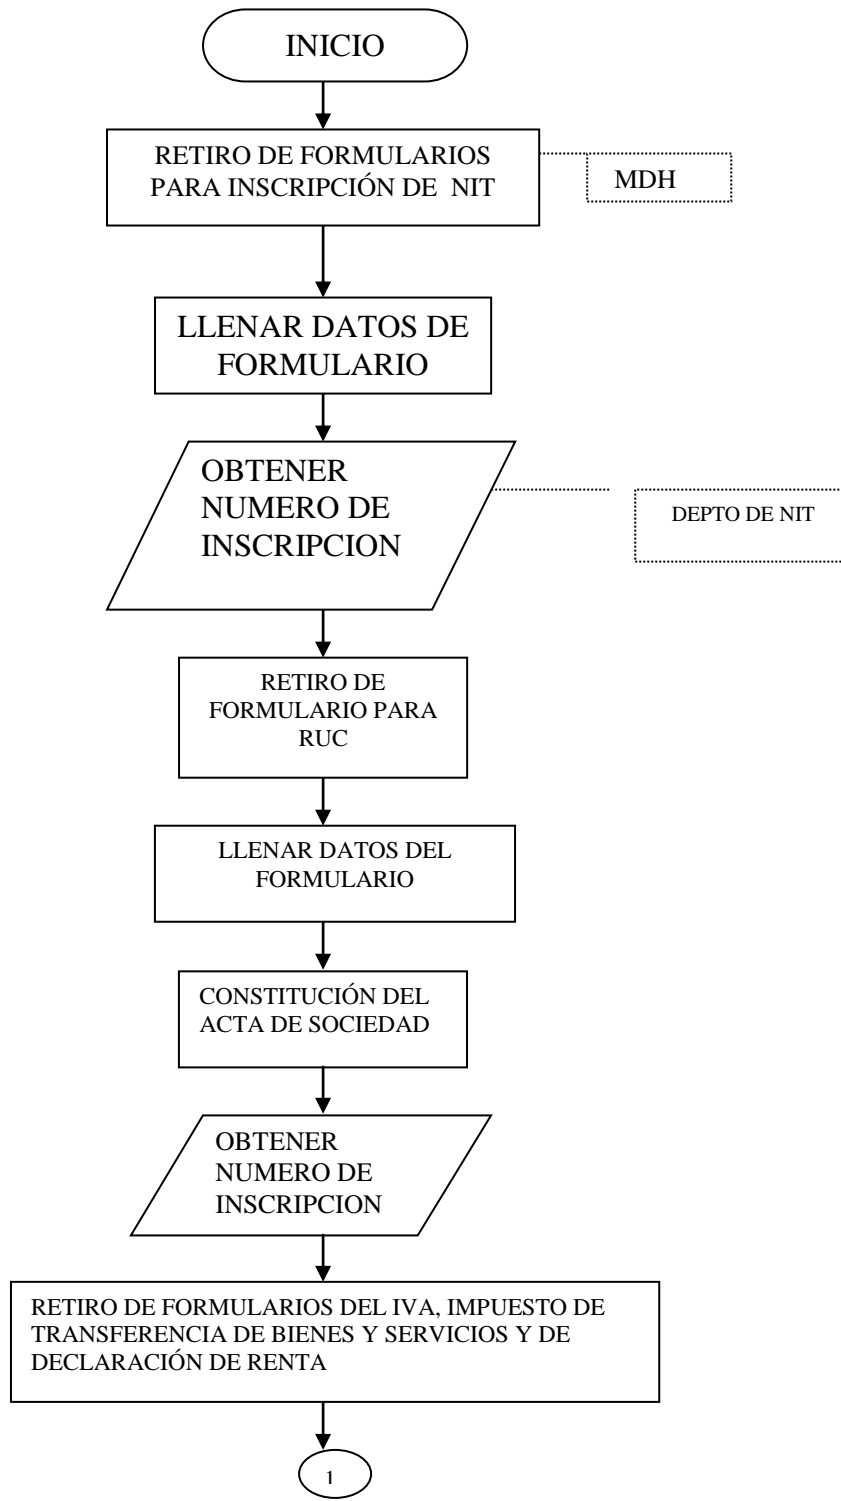 INICIO
RETIRO DE FORMULARIOS
PARA INSCRIPCIÓN DE NIT
MDH
LLENAR DATOS DE
FORMULARIO
OBTENER
NUMERO DE
INSCRIPCION
DEPTO DE NIT
RETIRO DE
FORMULARIO PARA
RUC
LLENAR DATOS DEL
FORMULARIO
CONSTITUCIÓN DEL
ACTA DE SOCIEDAD
OBTENER
NUMERO DE
INSCRIPCION
RETIRO DE FORMULARIOS DEL IVA, IMPUESTO DE
TRANSFERENCIA DE BIENES Y SERVICIOS Y DE
DECLARACIÓN DE RENTA
1